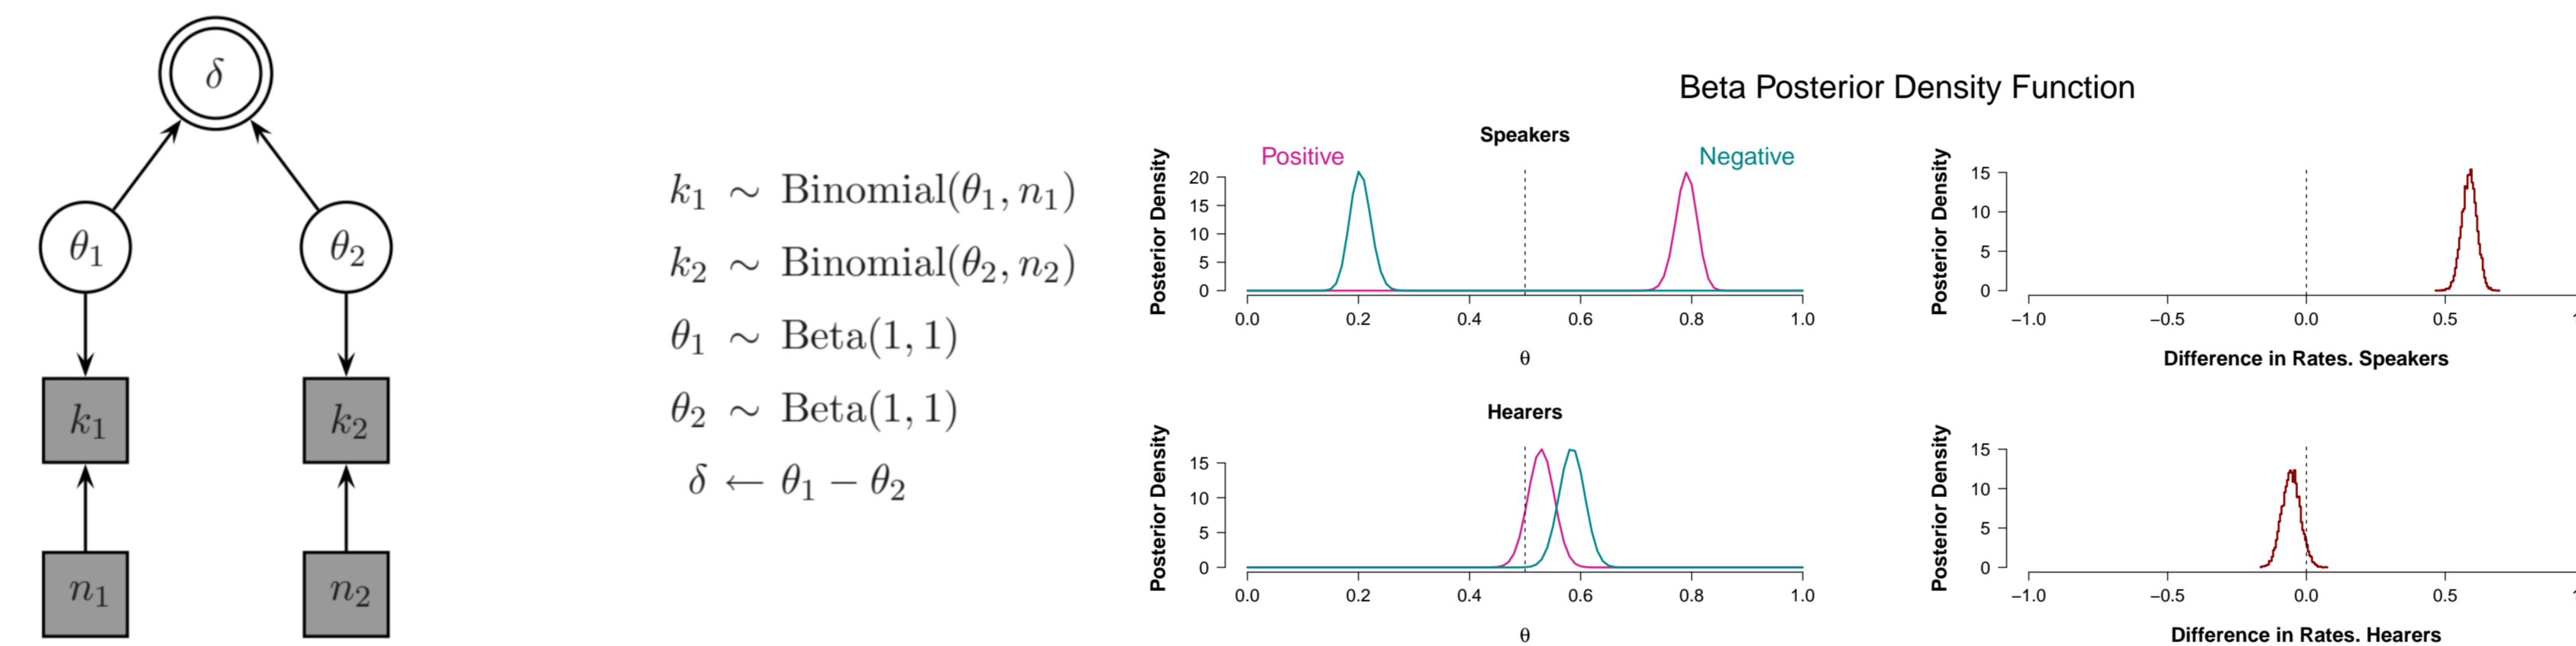 δ
θ₁ θ₂
k₁ k₂
n₁ n₂
k₁ ∼ Binomial(θ₁, n₁)
k₂ ∼ Binomial(θ₂, n₂)
θ₁ ∼ Beta(1, 1)
θ₂ ∼ Beta(1, 1)
δ ← θ₁ − θ₂
Beta Posterior Density Function
Speakers
Positive Negative
Posterior Density
20
15
10
5
0
0.0 0.2 0.4 0.6 0.8 1.0
θ
Posterior Density
15
10
5
0
−1.0 −0.5 0.0 0.5
Difference in Rates. Speakers
Hearers
Posterior Density
15
10
5
0
0.0 0.2 0.4 0.6 0.8 1.0
θ
Posterior Density
15
10
5
0
−1.0 −0.5 0.0 0.5
Difference in Rates. Hearers